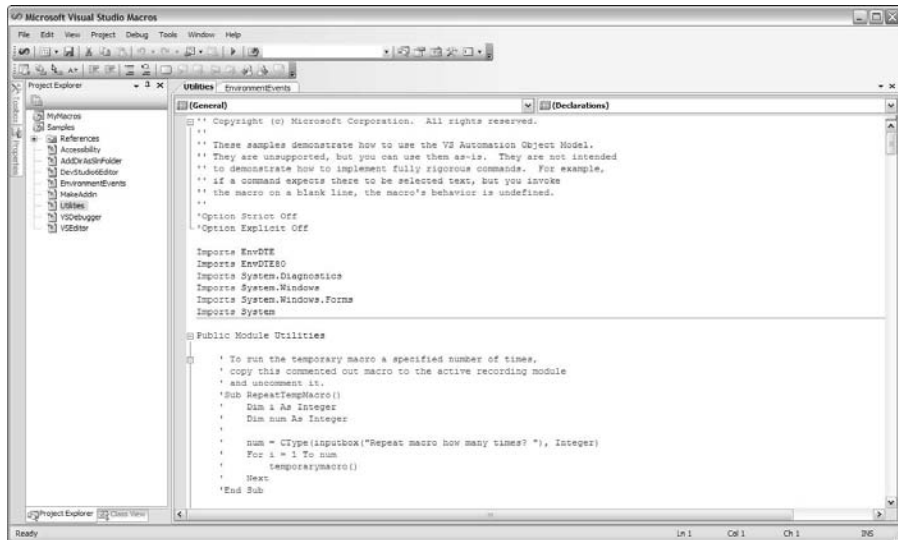 Microsoft Visual Studio Macros
File Edit View Project Debug Tools Window Help
Project Explorer
MyMacros
Samples
References
Accessibility
AddDirAsSlnFolder
DevStudio6Editor
EnvironmentEvents
MakeAddin
Utilities
VSDebugger
VSEditor
Project Explorer Class View
Toolbox
Properties
Utilities EnvironmentEvents
(General) (Declarations)
'' Copyright (c) Microsoft Corporation. All rights reserved.
''
'' These samples demonstrate how to use the VS Automation Object Model.
'' They are unsupported, but you can use them as-is. They are not intended
'' to demonstrate how to implement fully rigorous commands. For example,
'' if a command expects there to be selected text, but you invoke
'' the macro on a blank line, the macro's behavior is undefined.
''
'Option Strict Off
'Option Explicit Off
Imports EnvDTE
Imports EnvDTE80
Imports System.Diagnostics
Imports System.Windows
Imports System.Windows.Forms
Imports System
Public Module Utilities
' To run the temporary macro a specified number of times,
' copy this commented out macro to the active recording module
' and uncomment it.
'Sub RepeatTempMacro()
' Dim i As Integer
' Dim num As Integer
'
' num = CType(inputbox("Repeat macro how many times? "), Integer)
' For i = 1 To num
' temporarymacro()
' Next
'End Sub
Ready Ln 1 Col 1 Ch 1 INS